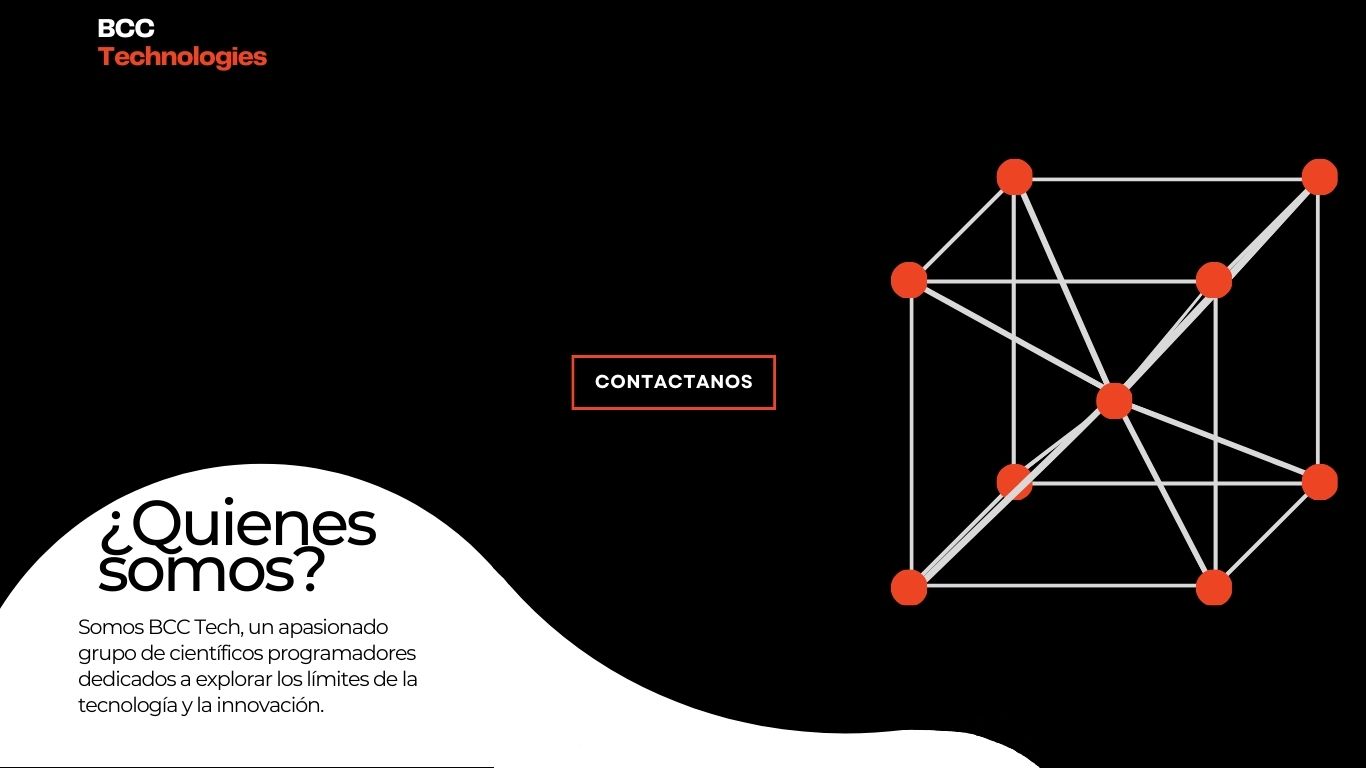 BCC
Technologies
CONTACTANOS
¿Quienes
somos?
Somos BCC Tech, un apasionado
grupo de científicos programadores
dedicados a explorar los límites de la
tecnología y la innovación.